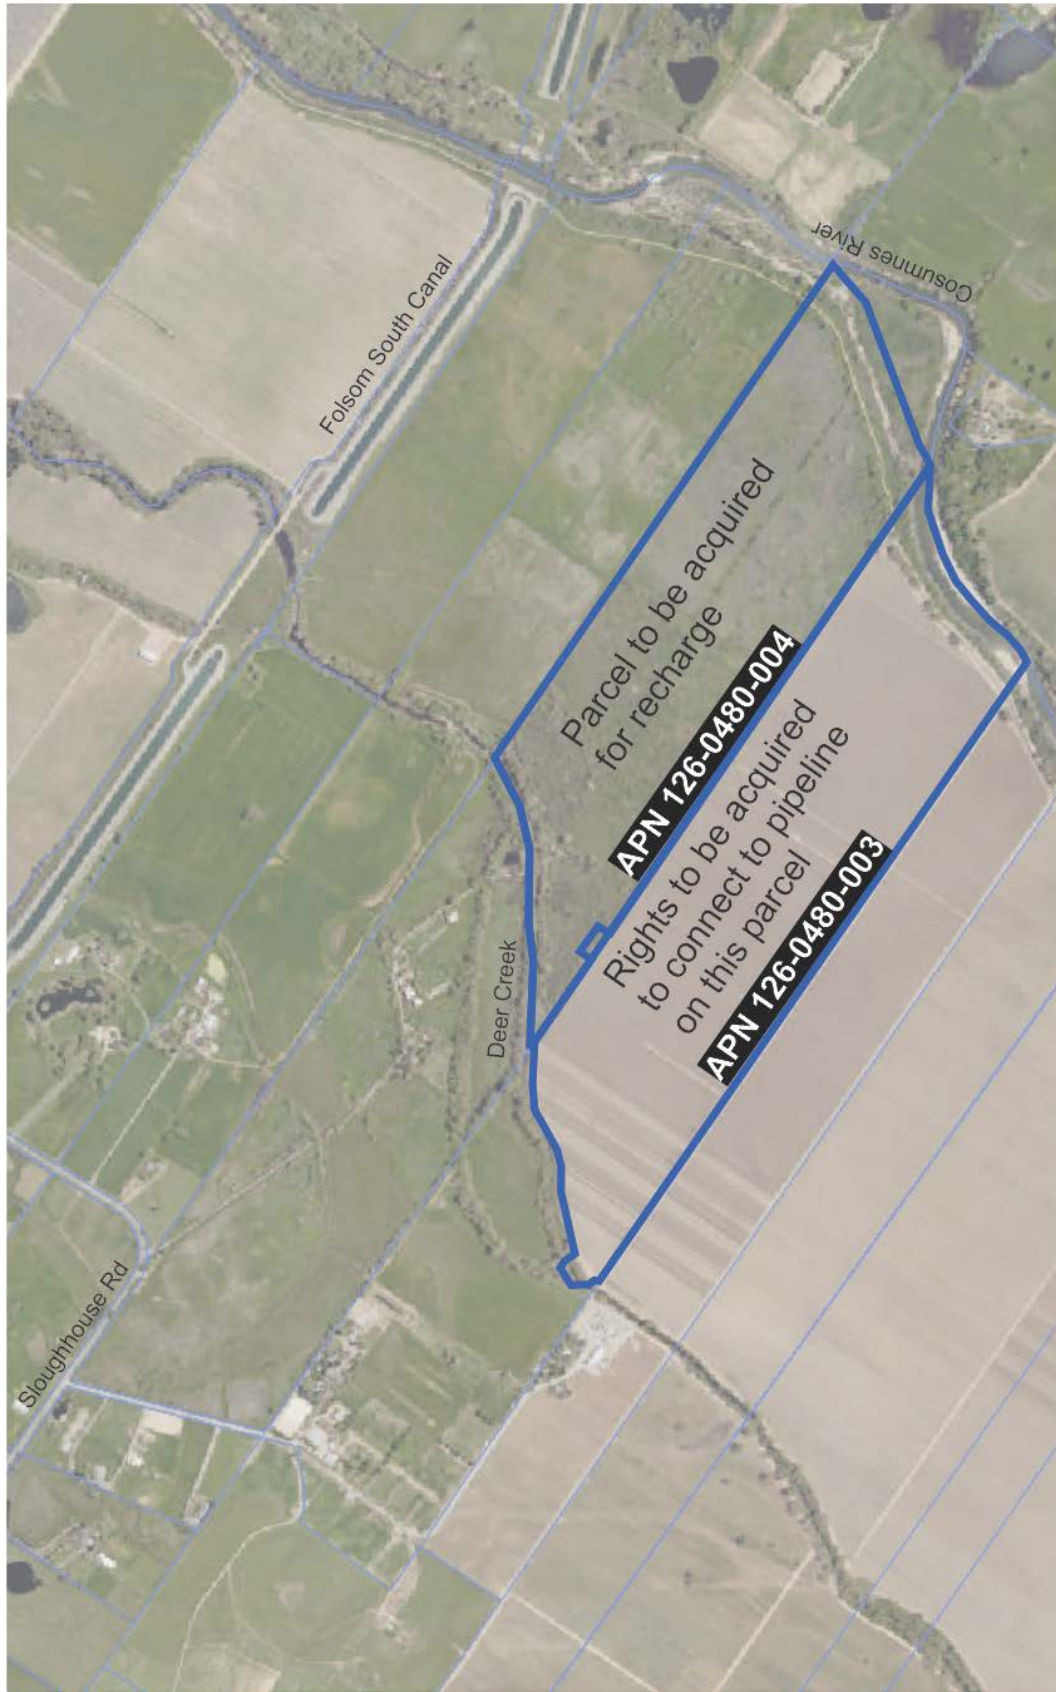 Folsom South Canal
Cosumnes River
Parcel to be acquired
for recharge
APN 126-0480-004
Rights to be acquired
to connect to pipeline
on this parcel
APN 126-0480-003
Deer Creek
Sloughhouse Rd